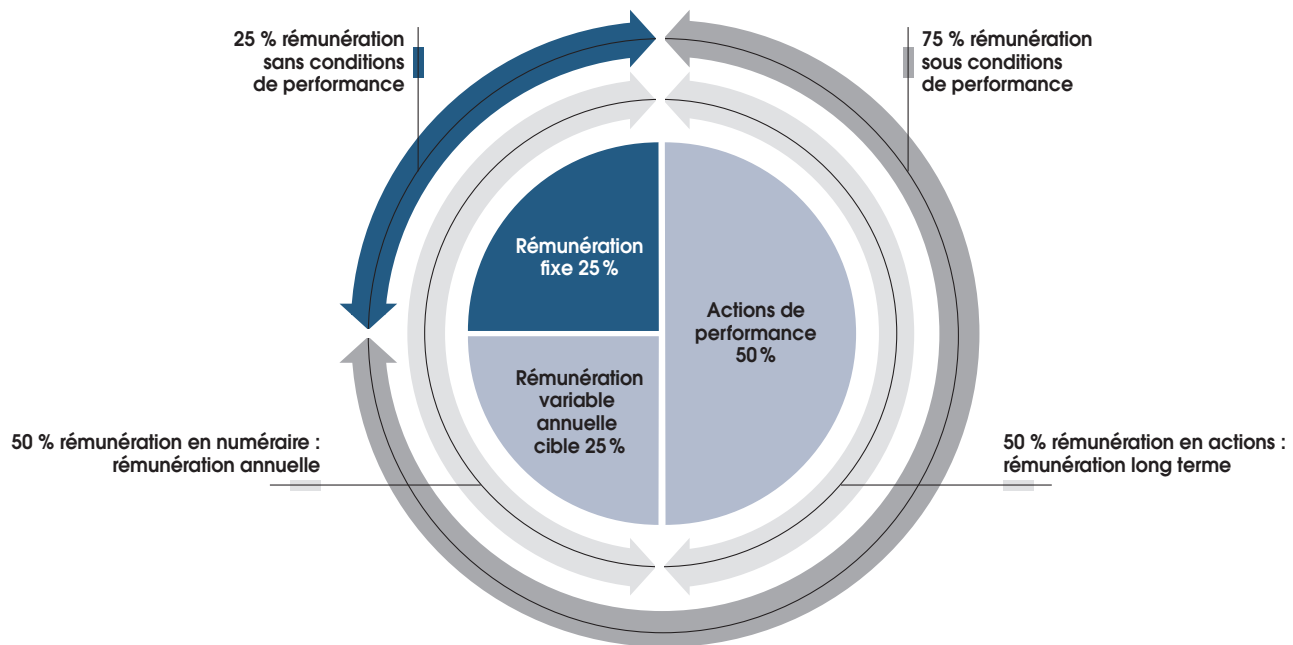 25 % rémunération
sans conditions
de performance
75 % rémunération
sous conditions
de performance
Rémunération
fixe 25 %
Actions de
performance
50 %
Rémunération
variable
annuelle
cible 25 %
50 % rémunération en numéraire :
rémunération annuelle
50 % rémunération en actions :
rémunération long terme